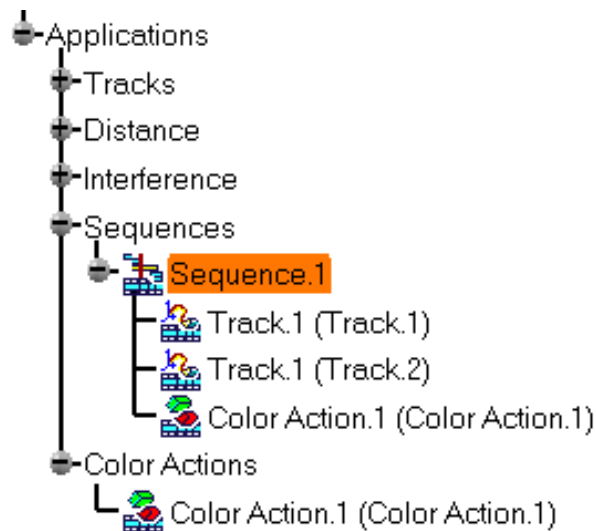 Applications
Tracks
Distance
Interference
Sequences
Sequence.1
Track.1 (Track.1)
Track.1 (Track.2)
Color Action.1 (Color Action.1)
Color Actions
Color Action.1 (Color Action.1)